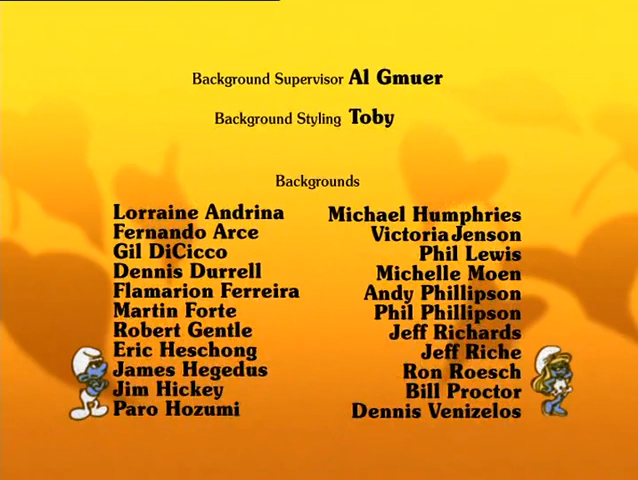 Background Supervisor Al Gmuer
Background Styling Toby
Backgrounds
Lorraine Andrina
Fernando Arce
Gil DiCicco
Dennis Durrell
Flamarion Ferreira
Martin Forte
Robert Gentle
Eric Heschong
James Hegedus
Jim Hickey
Paro Hozumi
Michael Humphries
Victoria Jenson
Phil Lewis
Michelle Moen
Andy Phillipson
Phil Phillipson
Jeff Richards
Jeff Riche
Ron Roesch
Bill Proctor
Dennis Venizelos